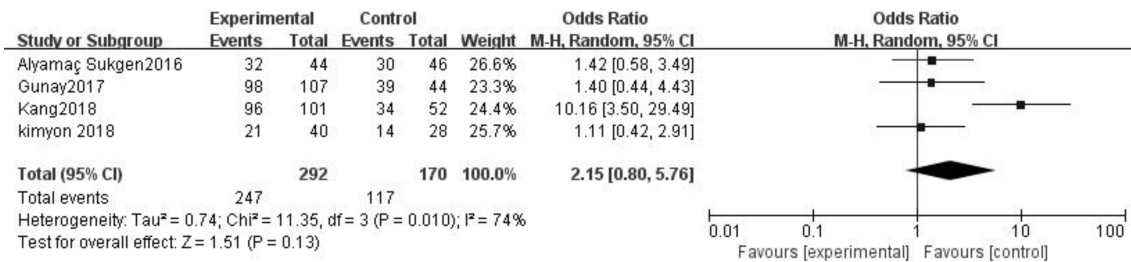 Experimental Control Odds Ratio Odds Ratio
Study or Subgroup Events Total Events Total Weight M-H, Random, 95% CI M-H, Random, 95% CI
Alyamaç Sukgen2016 32 44 30 46 26.6% 1.42 [0.58, 3.49]
Gunay2017 98 107 39 44 23.3% 1.40 [0.44, 4.43]
Kang2018 96 101 34 52 24.4% 10.16 [3.50, 29.49]
kimyon 2018 21 40 14 28 25.7% 1.11 [0.42, 2.91]
Total (95% CI) 292 170 100.0% 2.15 [0.80, 5.76]
Total events 247 117
Heterogeneity: Tau² = 0.74; Chi² = 11.35, df = 3 (P = 0.010); I² = 74%
Test for overall effect: Z = 1.51 (P = 0.13)
0.01 0.1 1 10 100
Favours [experimental] Favours [control]